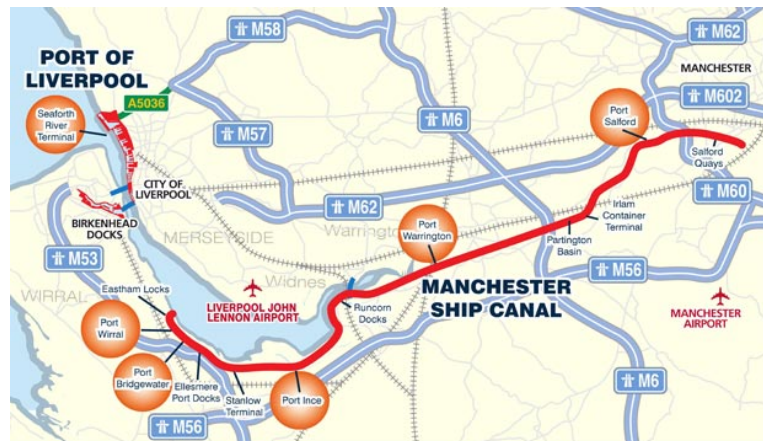 M58
M62
PORT OF
LIVERPOOL
MANCHESTER
A5036
M602
Seaforth
River
Terminal
Port
Salford
M6
M57
Salford
Quays
CITY OF
LIVERPOOL
M60
M62
Irlam
Container
Terminal
BIRKENHEAD
DOCKS
Port
Warrington
MERSEYSIDE
Warrington
Partington
Basin
M53
M56
Widnes
Eastham Locks
WIRRAL
LIVERPOOL JOHN
LENNON AIRPORT
Runcorn
Docks
MANCHESTER
SHIP CANAL
MANCHESTER
AIRPORT
Port
Wirral
Port
Bridgewater
Ellesmere
Port Docks
Stanlow
Terminal
Port Ince
M6
M56